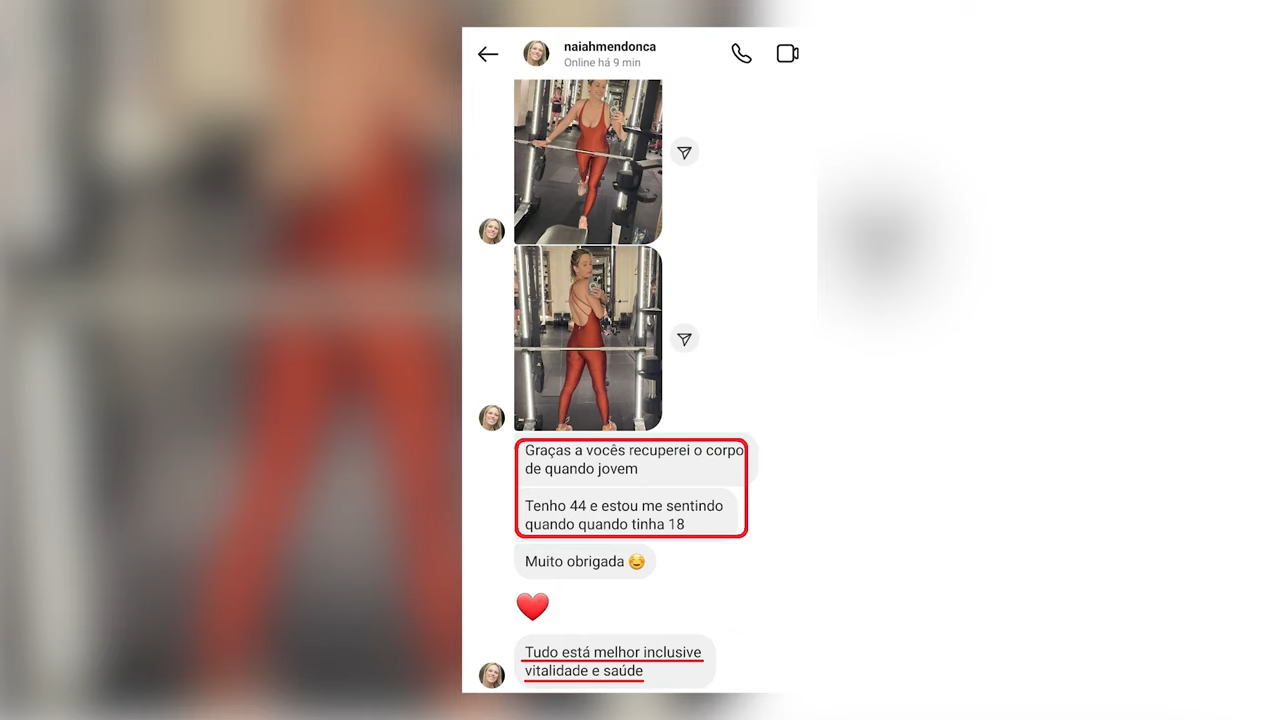 naiahmendonca
Online há 9 min
Graças a vocês recuperei o corpo
de quando jovem
Tenho 44 e estou me sentindo
quando quando tinha 18
Muito obrigada ☺️
❤️
Tudo está melhor inclusive
vitalidade e saúde